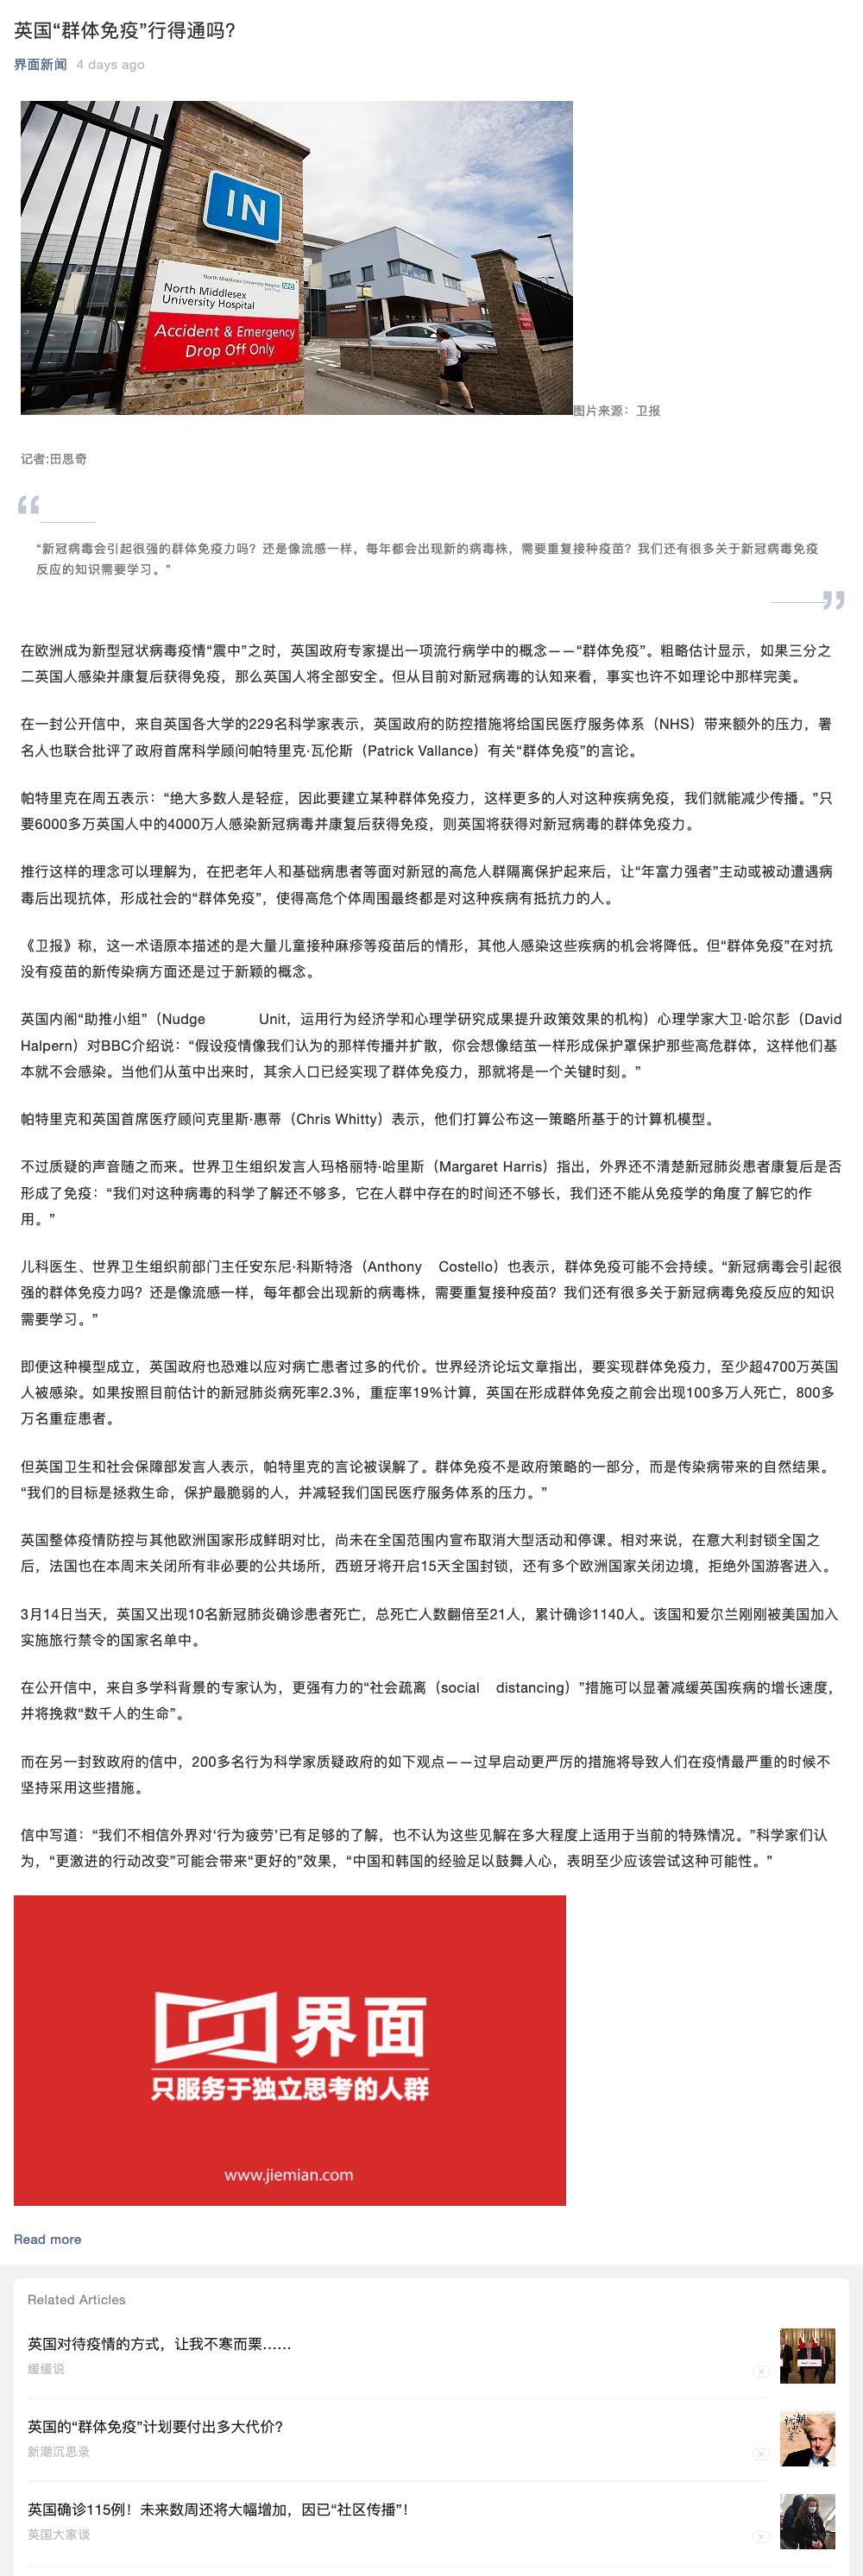 英国“群体免疫”行得通吗?
界面新闻 4 days ago
IN
North Middlesex University Hospital NHS
North Middlesex
University Hospital
Accident & Emergency
Drop Off Only
图片来源：卫报
记者:田思奇
“新冠病毒会引起很强的群体免疫力吗？还是像流感一样，每年都会出现新的病毒株，需要重复接种疫苗？我们还有很多关于新冠病毒免疫
反应的知识需要学习。”
在欧洲成为新型冠状病毒疫情“震中”之时，英国政府专家提出一项流行病学中的概念——“群体免疫”。粗略估计显示，如果三分之
二英国人感染并康复后获得免疫，那么英国人将全部安全。但从目前对新冠病毒的认知来看，事实也许不如理论中那样完美。
在一封公开信中，来自英国各大学的229名科学家表示，英国政府的防控措施将给国民医疗服务体系（NHS）带来额外的压力，署
名人也联合批评了政府首席科学顾问帕特里克·瓦伦斯（Patrick Vallance）有关“群体免疫”的言论。
帕特里克在周五表示：“绝大多数人是轻症，因此要建立某种群体免疫力，这样更多的人对这种疾病免疫，我们就能减少传播。”只
要6000多万英国人中的4000万人感染新冠病毒并康复后获得免疫，则英国将获得对新冠病毒的群体免疫力。
推行这样的理念可以理解为，在把老年人和基础病患者等面对新冠的高危人群隔离保护起来后，让“年富力强者”主动或被动遭遇病
毒后出现抗体，形成社会的“群体免疫”，使得高危个体周围最终都是对这种疾病有抵抗力的人。
《卫报》称，这一术语原本描述的是大量儿童接种麻疹等疫苗后的情形，其他人感染这些疾病的机会将降低。但“群体免疫”在对抗
没有疫苗的新传染病方面还是过于新颖的概念。
英国内阁“助推小组”（Nudge Unit，运用行为经济学和心理学研究成果提升政策效果的机构）心理学家大卫·哈尔彭（David
Halpern）对BBC介绍说：“假设疫情像我们认为的那样传播并扩散，你会想像结茧一样形成保护罩保护那些高危群体，这样他们基
本就不会感染。当他们从茧中出来时，其余人口已经实现了群体免疫力，那就将是一个关键时刻。”
帕特里克和英国首席医疗顾问克里斯·惠蒂（Chris Whitty）表示，他们打算公布这一策略所基于的计算机模型。
不过质疑的声音随之而来。世界卫生组织发言人玛格丽特·哈里斯（Margaret Harris）指出，外界还不清楚新冠肺炎患者康复后是否
形成了免疫：“我们对这种病毒的科学了解还不够多，它在人群中存在的时间还不够长，我们还不能从免疫学的角度了解它的作
用。”
儿科医生、世界卫生组织前部门主任安东尼·科斯特洛（Anthony Costello）也表示，群体免疫可能不会持续。“新冠病毒会引起很
强的群体免疫力吗？还是像流感一样，每年都会出现新的病毒株，需要重复接种疫苗？我们还有很多关于新冠病毒免疫反应的知识
需要学习。”
即便这种模型成立，英国政府也恐难以应对病亡患者过多的代价。世界经济论坛文章指出，要实现群体免疫力，至少超4700万英国
人被感染。如果按照目前估计的新冠肺炎病死率2.3%，重症率19%计算，英国在形成群体免疫之前会出现100多万人死亡，800多
万名重症患者。
但英国卫生和社会保障部发言人表示，帕特里克的言论被误解了。群体免疫不是政府策略的一部分，而是传染病带来的自然结果。
“我们的目标是拯救生命，保护最脆弱的人，并减轻我们国民医疗服务体系的压力。”
英国整体疫情防控与其他欧洲国家形成鲜明对比，尚未在全国范围内宣布取消大型活动和停课。相对来说，在意大利封锁全国之
后，法国也在本周末关闭所有非必要的公共场所，西班牙将开启15天全国封锁，还有多个欧洲国家关闭边境，拒绝外国游客进入。
3月14日当天，英国又出现10名新冠肺炎确诊患者死亡，总死亡人数翻倍至21人，累计确诊1140人。该国和爱尔兰刚刚被美国加入
实施旅行禁令的国家名单中。
在公开信中，来自多学科背景的专家认为，更强有力的“社会疏离（social distancing）”措施可以显著减缓英国疾病的增长速度，
并将挽救“数千人的生命”。
而在另一封致政府的信中，200多名行为科学家质疑政府的如下观点——过早启动更严厉的措施将导致人们在疫情最严重的时候不
坚持采用这些措施。
信中写道：“我们不相信外界对‘行为疲劳’已有足够的了解，也不认为这些见解在多大程度上适用于当前的特殊情况。”科学家们认
为，“更激进的行动改变”可能会带来“更好的”效果，“中国和韩国的经验足以鼓舞人心，表明至少应该尝试这种可能性。”
界面
只服务于独立思考的人群
www.jiemian.com
Read more
Related Articles
英国对待疫情的方式，让我不寒而栗……
缓缓说
英国的“群体免疫”计划要付出多大代价?
新潮沉思录
英国确诊115例！未来数周还将大幅增加，因已“社区传播”！
英国大家谈